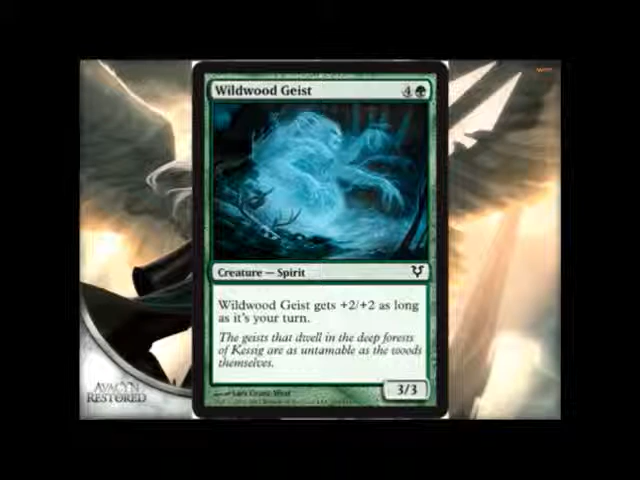 Wildwood Geist 4
Creature — Spirit
Wildwood Geist gets +2/+2 as long
as it's your turn.
The geists that dwell in the deep forests
of Kessig are as untamable as the woods
themselves.
3/3
AVACYN
RESTORED